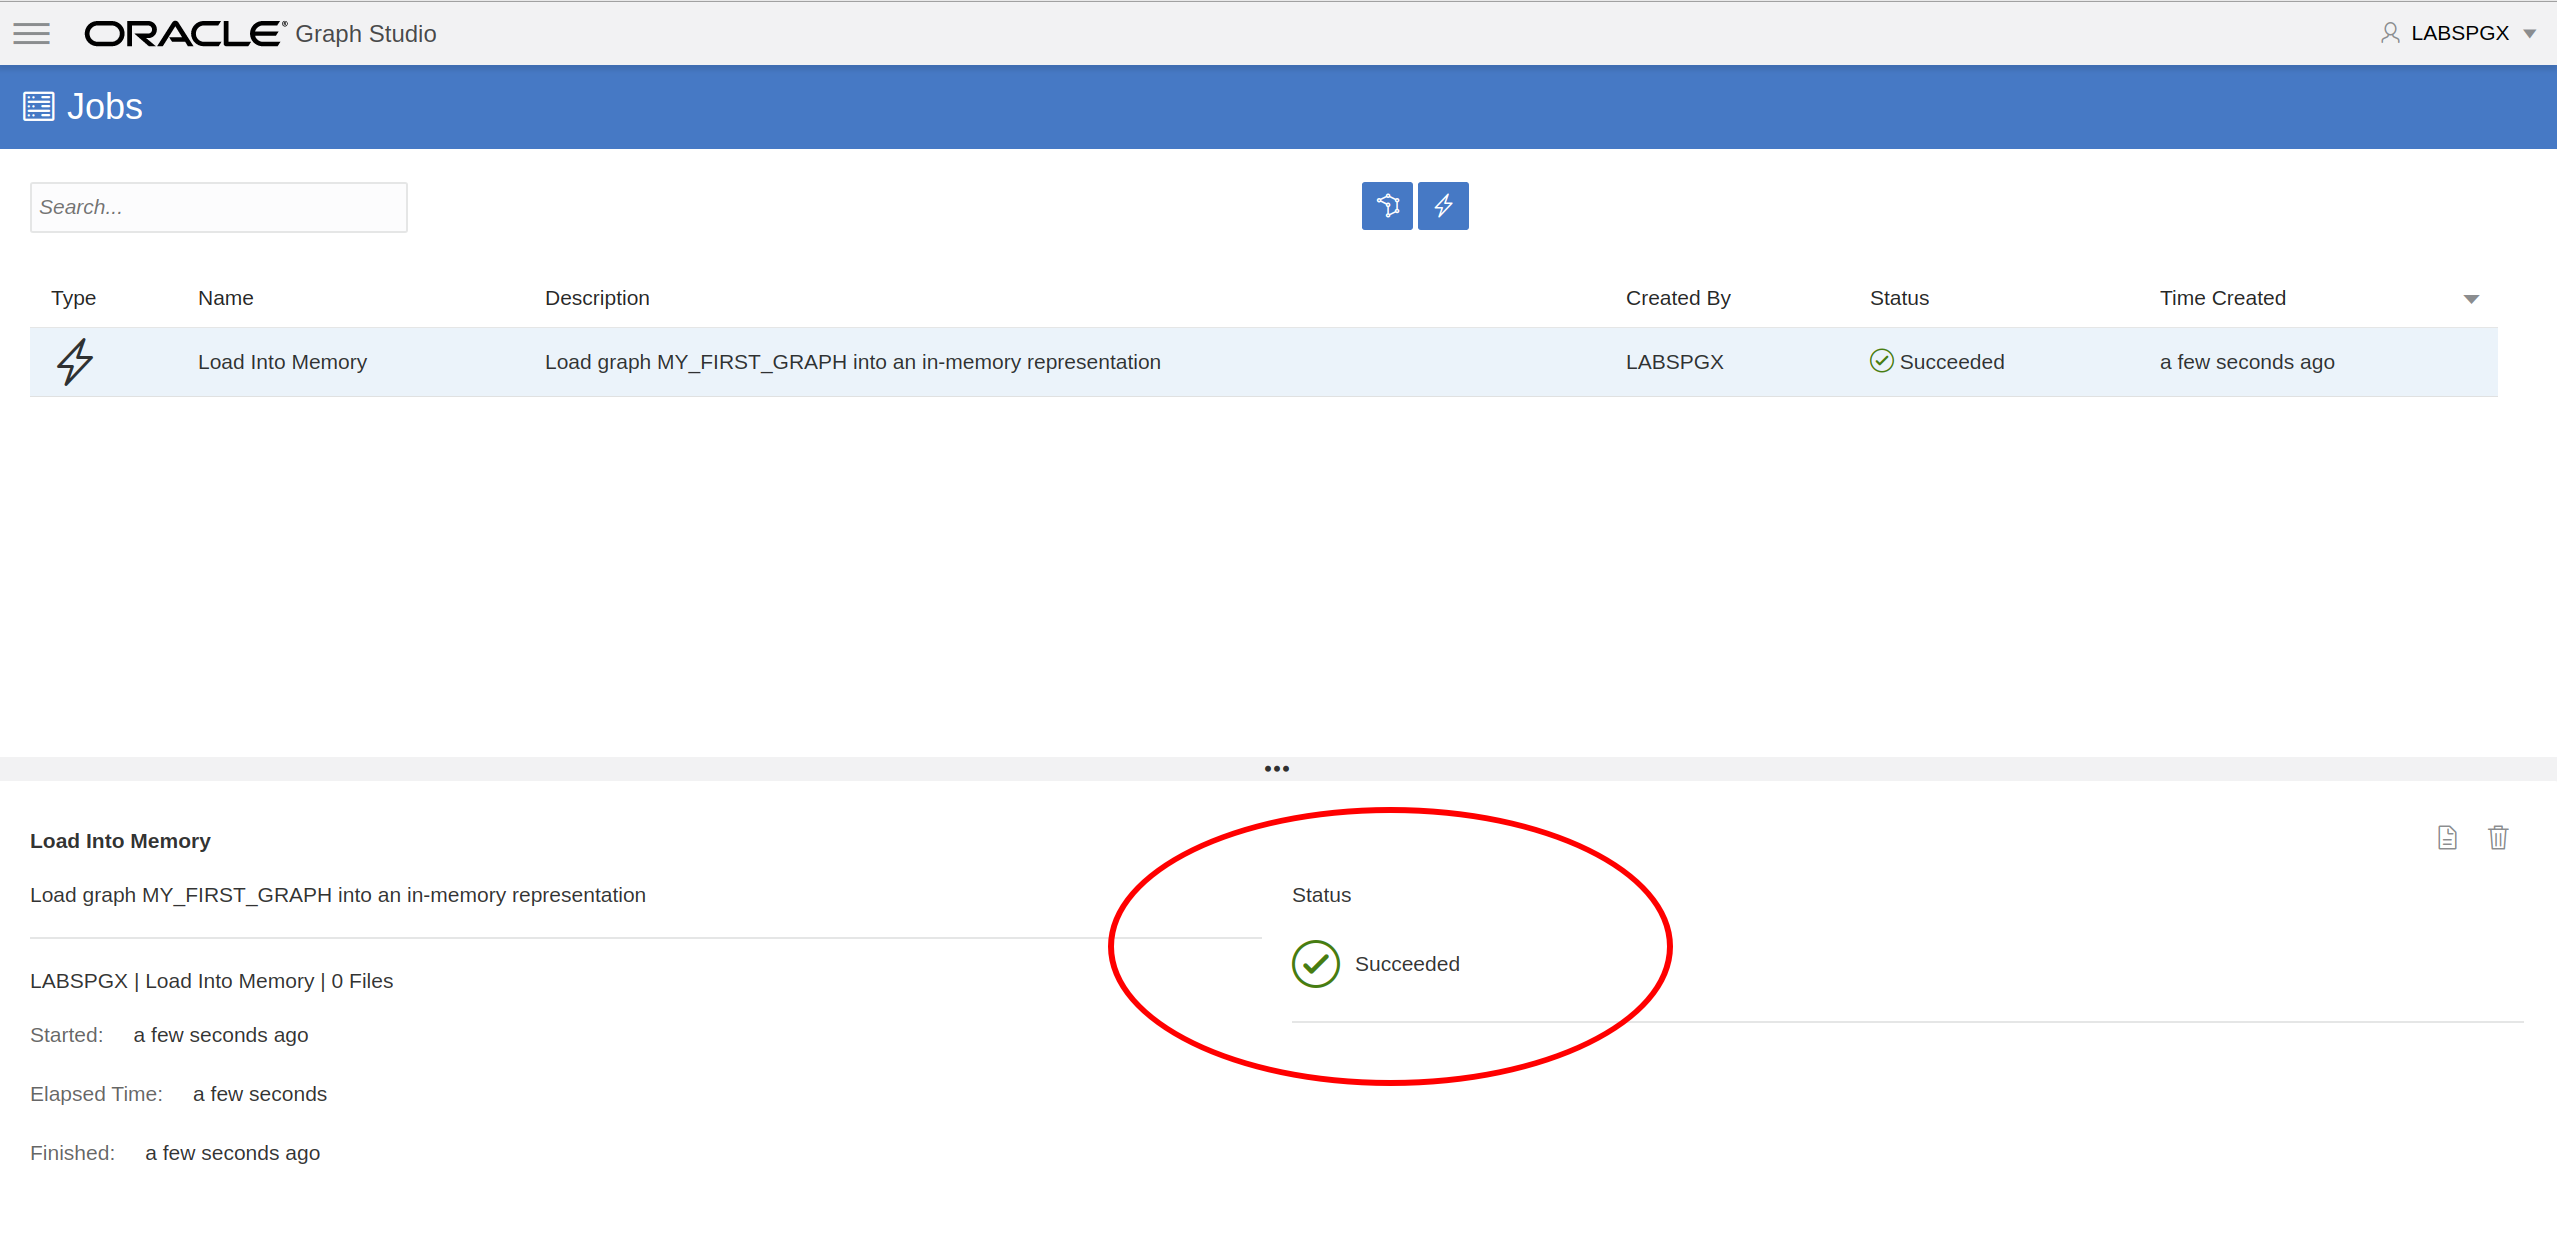 ORACLE® Graph Studio
LABSPGX
Jobs
Search...
Type Name Description Created By Status Time Created
Load Into Memory Load graph MY_FIRST_GRAPH into an in-memory representation LABSPGX Succeeded a few seconds ago
Load Into Memory
Load graph MY_FIRST_GRAPH into an in-memory representation
Status
Succeeded
LABSPGX | Load Into Memory | 0 Files
Started: a few seconds ago
Elapsed Time: a few seconds
Finished: a few seconds ago